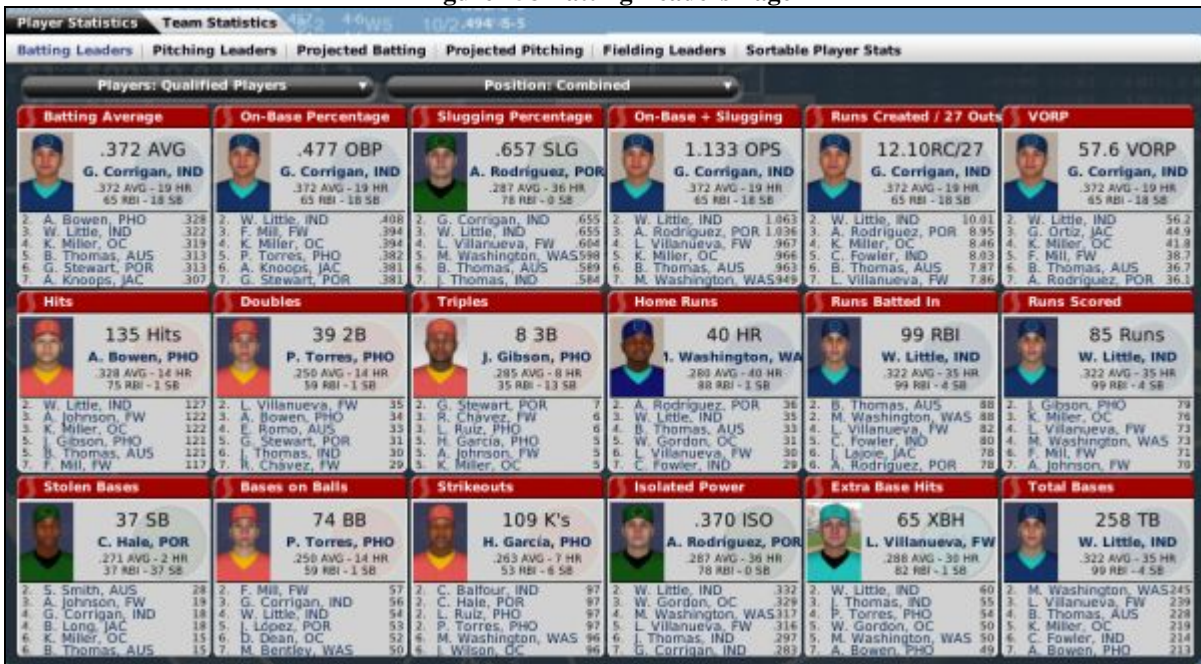 Player Statistics Team Statistics
Batting Leaders Pitching Leaders Projected Batting Projected Pitching Fielding Leaders Sortable Player Stats
Players: Qualified Players Position: Combined
Batting Average
.372 AVG
G. Corrigan, IND
.372 AVG - 19 HR
65 RBI - 18 SB
2. A. Bowen, PHO .328
3. W. Little, IND .322
4. K. Miller, OC .319
5. B. Thomas, AUS .313
6. G. Stewart, POR .313
7. A. Knoops, JAC .307
On-Base Percentage
.477 OBP
G. Corrigan, IND
.372 AVG - 19 HR
65 RBI - 18 SB
2. W. Little, IND .408
3. F. Mill, FW .394
4. K. Miller, OC .394
5. P. Torres, PHO .382
6. A. Knoops, JAC .381
7. G. Stewart, POR .381
Slugging Percentage
.657 SLG
A. Rodriguez, POR
.287 AVG - 36 HR
78 RBI - 0 SB
2. G. Corrigan, IND .655
3. W. Little, IND .655
4. L. Villanueva, FW .604
5. M. Washington, WAS598
6. B. Thomas, AUS .589
7. J. Thomas, IND .584
On-Base + Slugging
1.133 OPS
G. Corrigan, IND
.372 AVG - 19 HR
65 RBI - 18 SB
2. W. Little, IND 1.063
3. A. Rodriguez, POR 1.036
4. L. Villanueva, FW .967
5. K. Miller, OC .966
6. B. Thomas, AUS .963
7. M. Washington, WAS949
Runs Created / 27 Outs
12.10RC/27
G. Corrigan, IND
.372 AVG - 19 HR
65 RBI - 18 SB
2. W. Little, IND 10.01
3. A. Rodriguez, POR 8.95
4. K. Miller, OC 8.46
5. C. Fowler, IND 8.03
6. B. Thomas, AUS 7.87
7. L. Villanueva, FW 7.86
VORP
57.6 VORP
G. Corrigan, IND
.372 AVG - 19 HR
65 RBI - 18 SB
2. W. Little, IND 56.2
3. G. Ortiz, JAC 44.9
4. K. Miller, OC 41.8
5. F. Mill, FW 38.7
6. B. Thomas, AUS 36.7
7. A. Rodriguez, POR 36.1
Hits
135 Hits
A. Bowen, PHO
.328 AVG - 14 HR
75 RBI - 1 SB
2. W. Little, IND 127
3. A. Johnson, FW 122
3. K. Miller, OC 122
5. J. Gibson, PHO 121
5. B. Thomas, AUS 121
7. F. Mill, FW 117
Doubles
39 2B
P. Torres, PHO
.250 AVG - 14 HR
59 RBI - 1 SB
2. L. Villanueva, FW 35
3. A. Bowen, PHO 34
4. E. Romo, AUS 33
5. G. Stewart, POR 31
6. J. Thomas, IND 30
7. R. Chavez, FW 29
Triples
8 3B
J. Gibson, PHO
.285 AVG - 8 HR
35 RBI - 13 SB
2. G. Stewart, POR 7
3. R. Chavez, FW 6
3. L. Ruiz, PHO 6
5. H. Garcia, PHO 5
5. A. Johnson, FW 5
5. K. Miller, OC 5
Home Runs
40 HR
Washington, WA
.280 AVG - 40 HR
88 RBI - 1 SB
2. A. Rodriguez, POR 36
3. W. Little, IND 35
4. B. Thomas, AUS 33
5. W. Gordon, OC 31
6. L. Villanueva, FW 30
7. C. Fowler, IND 29
Runs Batted In
99 RBI
W. Little, IND
.322 AVG - 35 HR
99 RBI - 4 SB
2. B. Thomas, AUS 88
2. M. Washington, WAS 88
4. L. Villanueva, FW 82
5. C. Fowler, IND 80
6. J. Lajoie, JAC 78
6. A. Rodriguez, POR 78
Runs Scored
85 Runs
W. Little, IND
.322 AVG - 35 HR
99 RBI - 4 SB
2. J. Gibson, PHO 79
3. K. Miller, OC 76
4. L. Villanueva, FW 73
4. M. Washington, WAS 73
6. F. Mill, FW 71
7. A. Johnson, FW 70
Stolen Bases
37 SB
C. Hale, POR
.271 AVG - 2 HR
37 RBI - 37 SB
2. S. Smith, AUS 28
3. A. Johnson, FW 19
4. G. Corrigan, IND 18
4. B. Long, JAC 18
6. K. Miller, OC 15
6. B. Thomas, AUS 15
Bases on Balls
74 BB
P. Torres, PHO
.250 AVG - 14 HR
59 RBI - 1 SB
2. F. Mill, FW 57
3. G. Corrigan, IND 56
4. W. Little, IND 54
5. J. López, POR 53
6. D. Dean, OC 52
7. M. Bentley, WAS 50
Strikeouts
109 K's
H. Garcia, PHO
.263 AVG - 7 HR
53 RBI - 6 SB
2. C. Balfour, IND 97
2. C. Hale, POR 97
2. L. Ruiz, PHO 97
2. P. Torres, PHO 97
6. M. Washington, WAS 96
6. J. Wilson, OC 96
Isolated Power
.370 ISO
A. Rodriguez, POR
.287 AVG - 36 HR
78 RBI - 0 SB
2. W. Little, IND .332
3. W. Gordon, OC .329
4. M. Washington, WAS317
5. L. Villanueva, FW .316
6. J. Thomas, IND .297
7. G. Corrigan, IND .283
Extra Base Hits
65 XBH
L. Villanueva, FW
.288 AVG - 30 HR
82 RBI - 1 SB
2. W. Little, IND 60
3. J. Thomas, IND 55
4. P. Torres, PHO 54
5. W. Gordon, OC 50
5. M. Washington, WAS 50
7. A. Bowen, PHO 49
Total Bases
258 TB
W. Little, IND
.322 AVG - 35 HR
99 RBI - 4 SB
2. M. Washington, WAS245
3. L. Villanueva, FW 239
4. B. Thomas, AUS 228
5. K. Miller, OC 219
6. C. Fowler, IND 214
7. A. Bowen, PHO 213